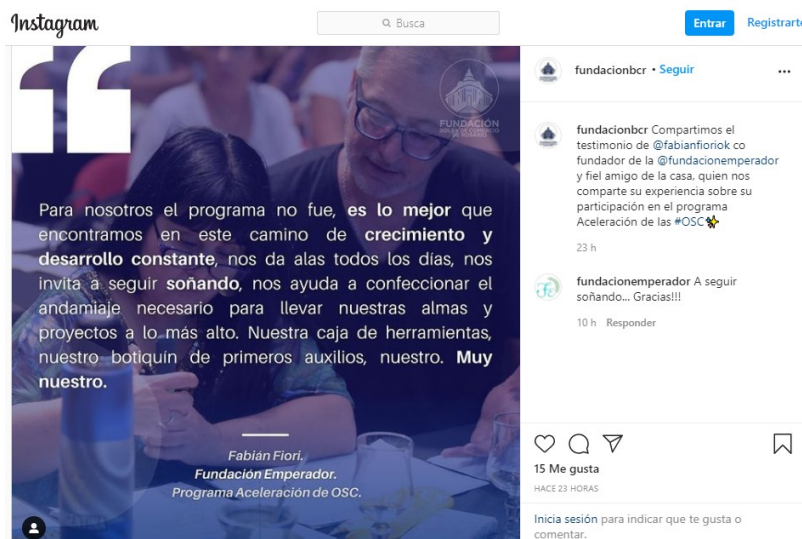 Instagram
Busca
Entrar
Registrarte
FUNDACIÓN
BOLSA DE COMERCIO
DE ROSARIO
Para nosotros el programa no fue, es lo mejor que
encontramos en este camino de crecimiento y
desarrollo constante, nos da alas todos los días, nos
invita a seguir soñando, nos ayuda a confeccionar el
andamiaje necesario para llevar nuestras almas y
proyectos a lo más alto. Nuestra caja de herramientas,
nuestro botiquín de primeros auxilios, nuestro. Muy
nuestro.
Fabián Fiori.
Fundación Emperador.
Programa Aceleración de OSC.
fundacionbcr • Seguir
fundacionbcr Compartimos el
testimonio de @fabianfioriok co
fundador de la @fundacionemperador
y fiel amigo de la casa, quien nos
comparte su experiencia sobre su
participación en el programa
Aceleración de las #OSC✨
23 h
fundacionemperador A seguir
soñando... Gracias!!!
10 h Responder
15 Me gusta
HACE 23 HORAS
Inicia sesión para indicar que te gusta o
comentar.